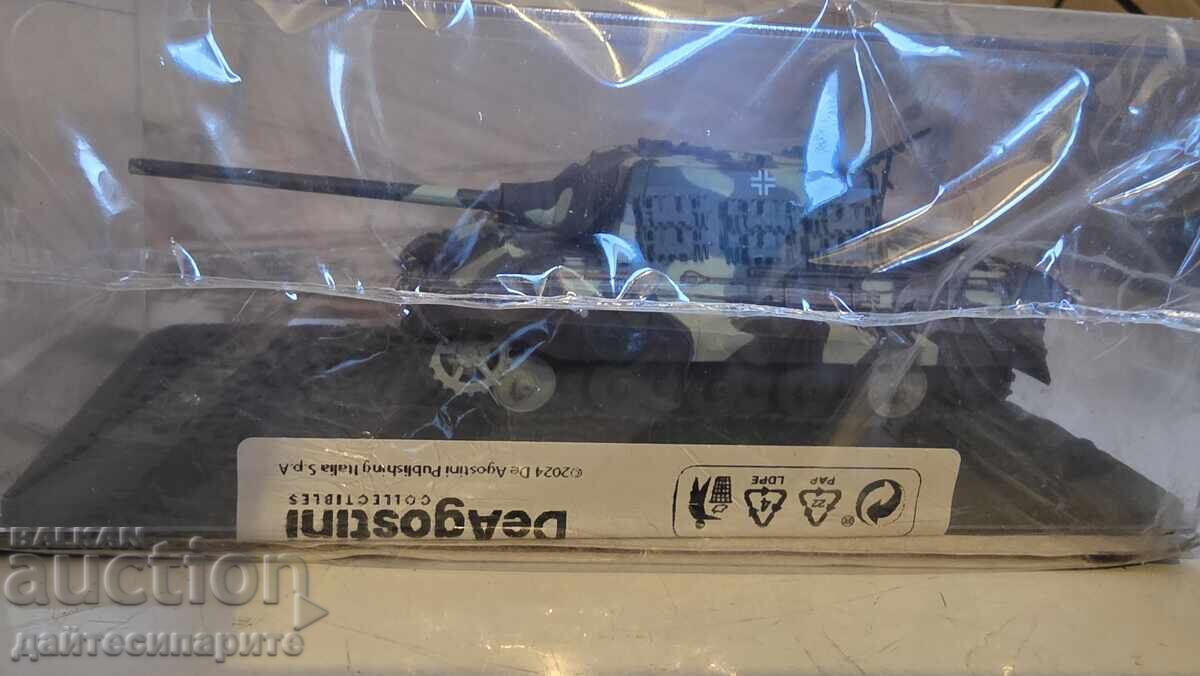 ©2024 De Agostini Publishing Italia S.p.A
COLLECTIBLES
DeAgostini
4
LDPE
22
PAP
BALKAN
auction
дайтесипарите